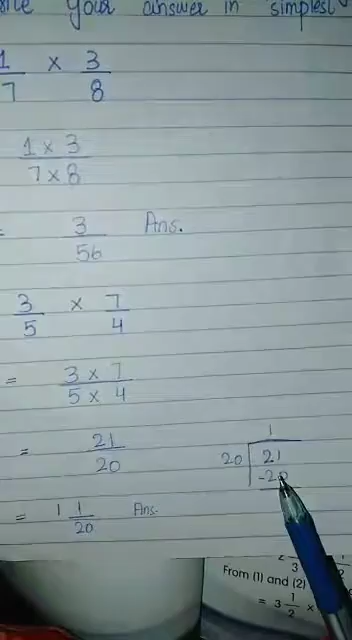 your answer in simplest
1/7 × 3/8
1 × 3 / 7 × 8
= 3/56 Ans.
3/5 × 7/4
= 3 × 7 / 5 × 4
= 21/20
1
20 21
-20
= 1 1/20 Ans.
From (1) and (2)
= 3 1/2 ×